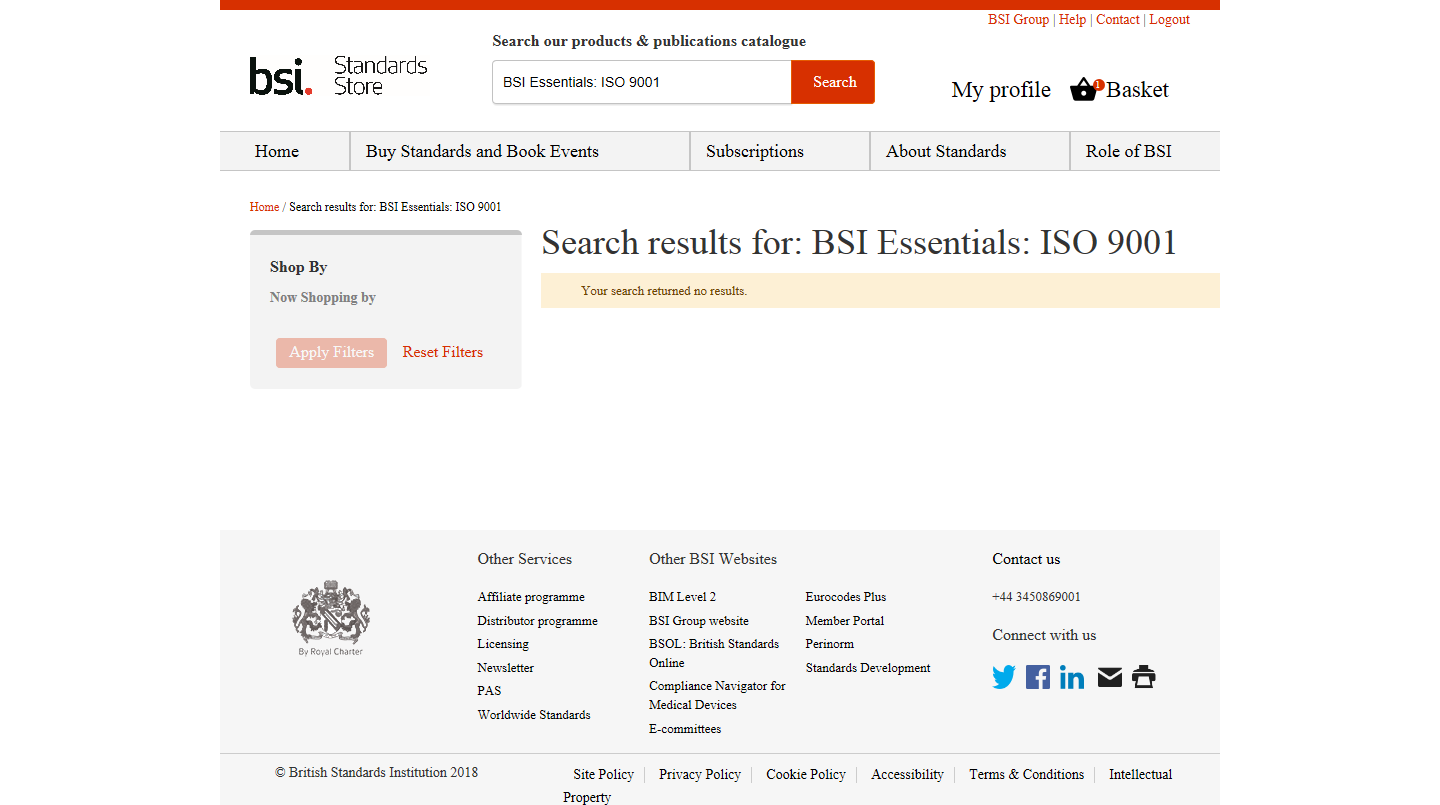 BSI Group | Help | Contact | Logout
Search our products & publications catalogue
bsi. Standards Store
BSI Essentials: ISO 9001
Search
My profile
1
Basket
Home
Buy Standards and Book Events
Subscriptions
About Standards
Role of BSI
Home / Search results for: BSI Essentials: ISO 9001
Search results for: BSI Essentials: ISO 9001
Your search returned no results.
Shop By
Now Shopping by
Apply Filters
Reset Filters
By Royal Charter
Other Services
Affiliate programme
Distributor programme
Licensing
Newsletter
PAS
Worldwide Standards
Other BSI Websites
BIM Level 2
BSI Group website
BSOL: British Standards
Online
Compliance Navigator for
Medical Devices
E-committees
Eurocodes Plus
Member Portal
Perinorm
Standards Development
Contact us
+44 3450869001
Connect with us
© British Standards Institution 2018
Site Policy
Privacy Policy
Cookie Policy
Accessibility
Terms & Conditions
Intellectual
Property